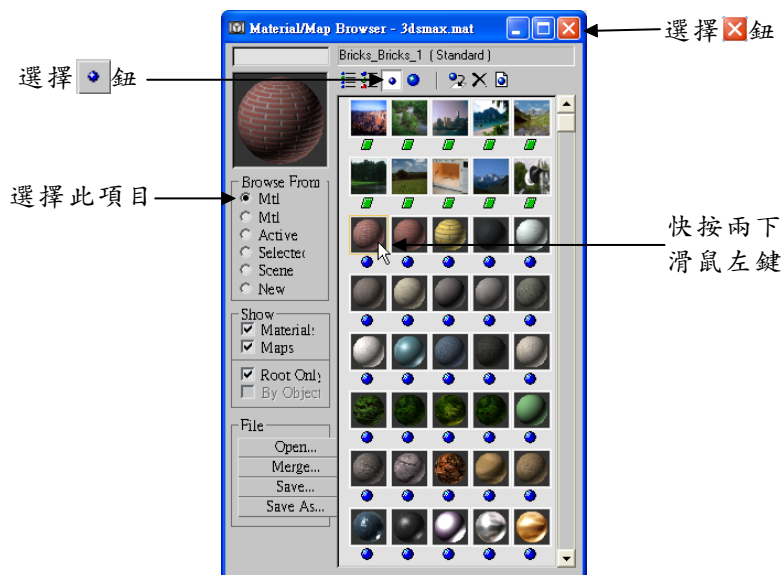 Material/Map Browser - 3dsmax.mat
選擇鈕
Bricks_Bricks_1 (Standard)
選擇鈕
Browse From
選擇此項目
Mtl
Mtl
Active
Selected
Scene
New
快按兩下
滑鼠左鍵
Show
Materials
Maps
Root Only
By Object
File
Open...
Merge...
Save...
Save As...